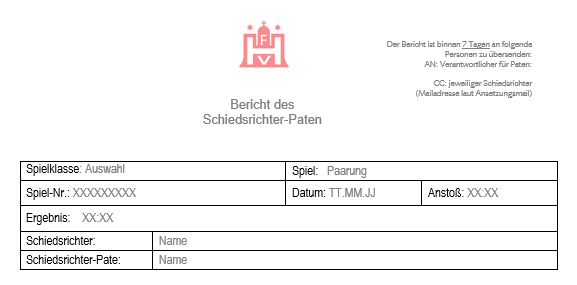 HFV
Der Bericht ist binnen 7 Tagen an folgende
Personen zu übersenden:
AN: Verantwortlicher für Paten:
CC: jeweiliger Schiedsrichter
(Mailadresse laut Ansetzungsmail)
Bericht des
Schiedsrichter-Paten
Spielklasse: Auswahl Spiel: Paarung
Spiel-Nr.: XXXXXXXXX Datum: TT.MM.JJ Anstoß: XX:XX
Ergebnis: XX:XX
Schiedsrichter: Name
Schiedsrichter-Pate: Name